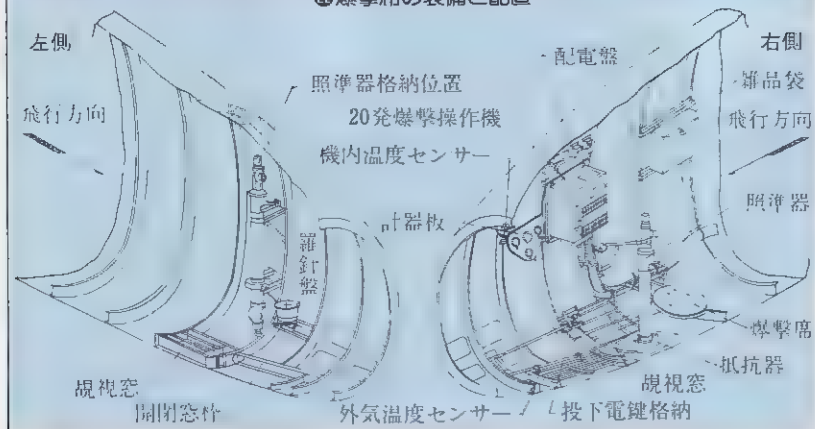 爆撃用の装備と配置
左側
右側
配電盤
照準器格納位置
雑品袋
飛行方向
20発爆撃操作機
飛行方向
機内温度センサー
照準器
計器板
羅針盤
爆撃席
抵抗器
覘視窓
覘視窓
開閉窓枠
外気温度センサー
投下電鍵格納